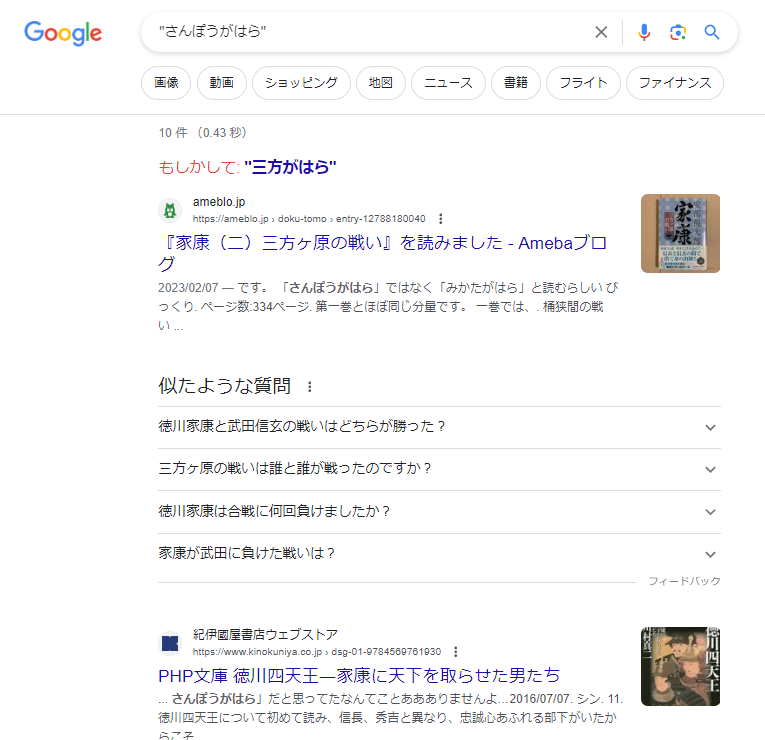 Google
"さんぽうがはら"
画像 動画 ショッピング 地図 ニュース 書籍 フライト ファイナンス
10 件 （0.43 秒）
もしかして: "三方がはら"
ameblo.jp
https://ameblo.jp › doku-tomo › entry-12788180040
『家康（二）三方ヶ原の戦い』を読みました - Amebaブロ
グ
2023/02/07 — です。 「さんぽうがはら」ではなく「みかたがはら」と読むらしい び
っくり. ページ数:334ページ. 第一巻とほぼ同じ分量です。 一巻では、. 桶狭間の戦
い ...
家康
似たような質問
徳川家康と武田信玄の戦いはどちらが勝った？
三方ヶ原の戦いは誰と誰が戦ったのですか？
徳川家康は合戦に何回負けましたか？
家康が武田に負けた戦いは？
フィードバック
紀伊國屋書店ウェブストア
https://www.kinokuniya.co.jp › dsg-01-9784569761930
PHP文庫 徳川四天王―家康に天下を取らせた男たち
... さんぽうがはら」だと思ってたなんてことああありませんよ…2016/07/07. シン. 11.
徳川四天王について初めて読み、信長、秀吉と異なり、忠誠心あふれる部下がいたか
らこそ
徳川四天王